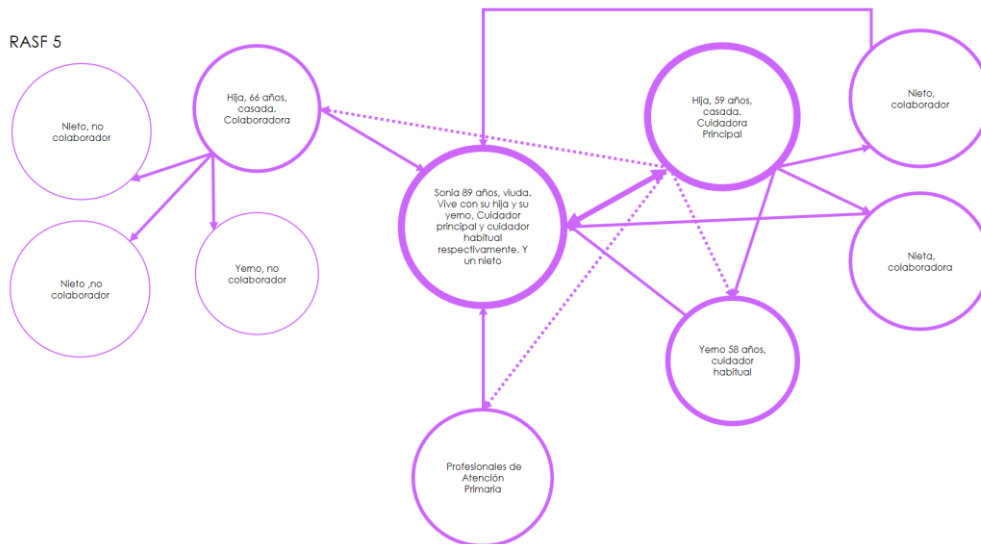 RASF 5
Nieto, no
colaborador
Hija, 66 años,
casada.
Colaboradora
Hija, 59 años,
casada.
Cuidadora
Principal
Nieto,
colaborador
Sonia 89 años, viuda.
Vive con su hija y su
yerno, Cuidador
principal y cuidador
habitual
respectivamente. Y
un nieto
Nieto ,no
colaborador
Yerno, no
colaborador
Nieta,
colaboradora
Yerno 58 años,
cuidador
habitual
Profesionales de
Atención
Primaria